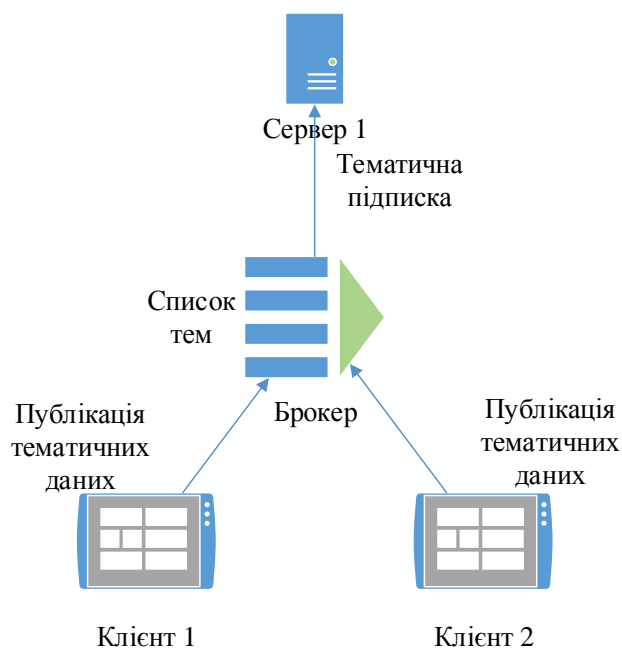 Сервер 1
Тематична
підписка
Список
тем
Брокер
Публікація
тематичних
даних
Публікація
тематичних
даних
Клієнт 1
Клієнт 2